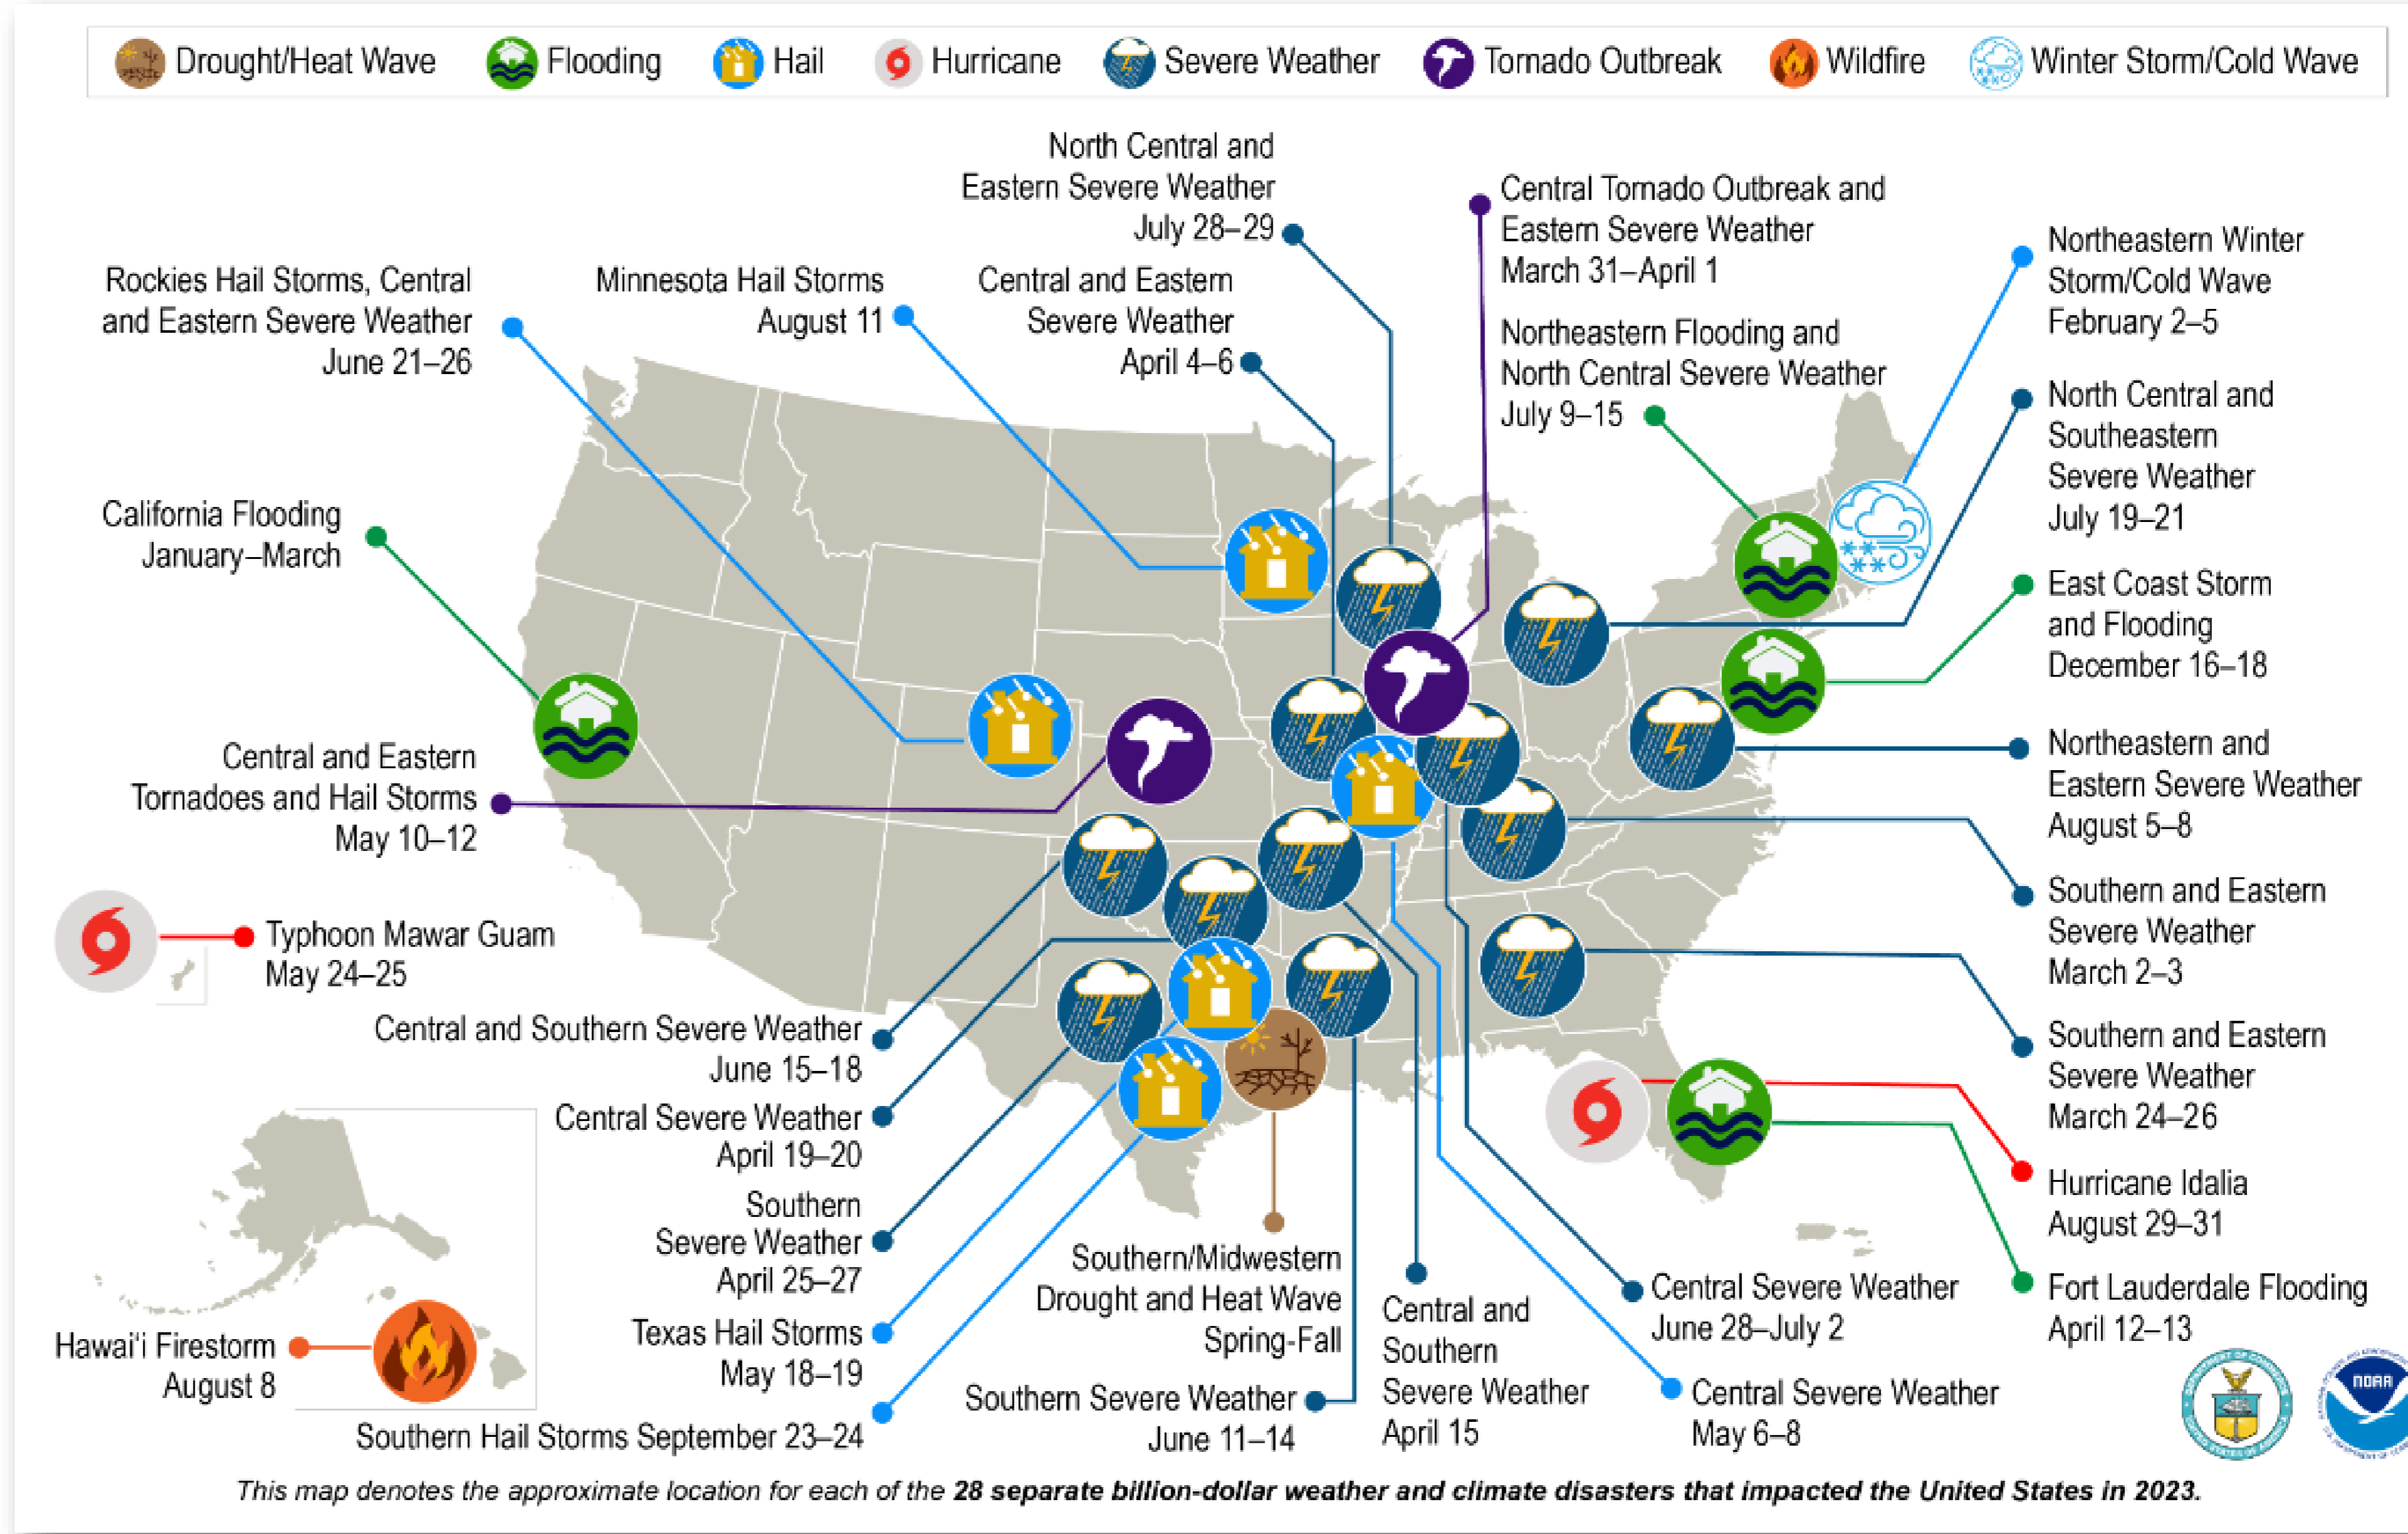 Drought/Heat Wave
Flooding
Hail
Hurricane
Severe Weather
Tornado Outbreak
Wildfire
Winter Storm/Cold Wave
North Central and
Eastern Severe Weather
July 28–29
Central Tornado Outbreak and
Eastern Severe Weather
March 31–April 1
Northeastern Winter
Storm/Cold Wave
February 2–5
Rockies Hail Storms, Central
and Eastern Severe Weather
June 21–26
Minnesota Hail Storms
August 11
Central and Eastern
Severe Weather
April 4–6
Northeastern Flooding and
North Central Severe Weather
July 9–15
North Central and
Southeastern
Severe Weather
July 19–21
California Flooding
January–March
East Coast Storm
and Flooding
December 16–18
Central and Eastern
Tornadoes and Hail Storms
May 10–12
Northeastern and
Eastern Severe Weather
August 5–8
Southern and Eastern
Severe Weather
March 2–3
Typhoon Mawar Guam
May 24–25
Central and Southern Severe Weather
June 15–18
Southern and Eastern
Severe Weather
March 24–26
Central Severe Weather
April 19–20
Hurricane Idalia
August 29–31
Southern
Severe Weather
April 25–27
Southern/Midwestern
Drought and Heat Wave
Spring-Fall
Central and
Southern
Severe Weather
April 15
Central Severe Weather
June 28–July 2
Fort Lauderdale Flooding
April 12–13
Hawai'i Firestorm
August 8
Texas Hail Storms
May 18–19
Southern Hail Storms September 23–24
Southern Severe Weather
June 11–14
Central Severe Weather
May 6–8
NOAA
This map denotes the approximate location for each of the 28 separate billion-dollar weather and climate disasters that impacted the United States in 2023.